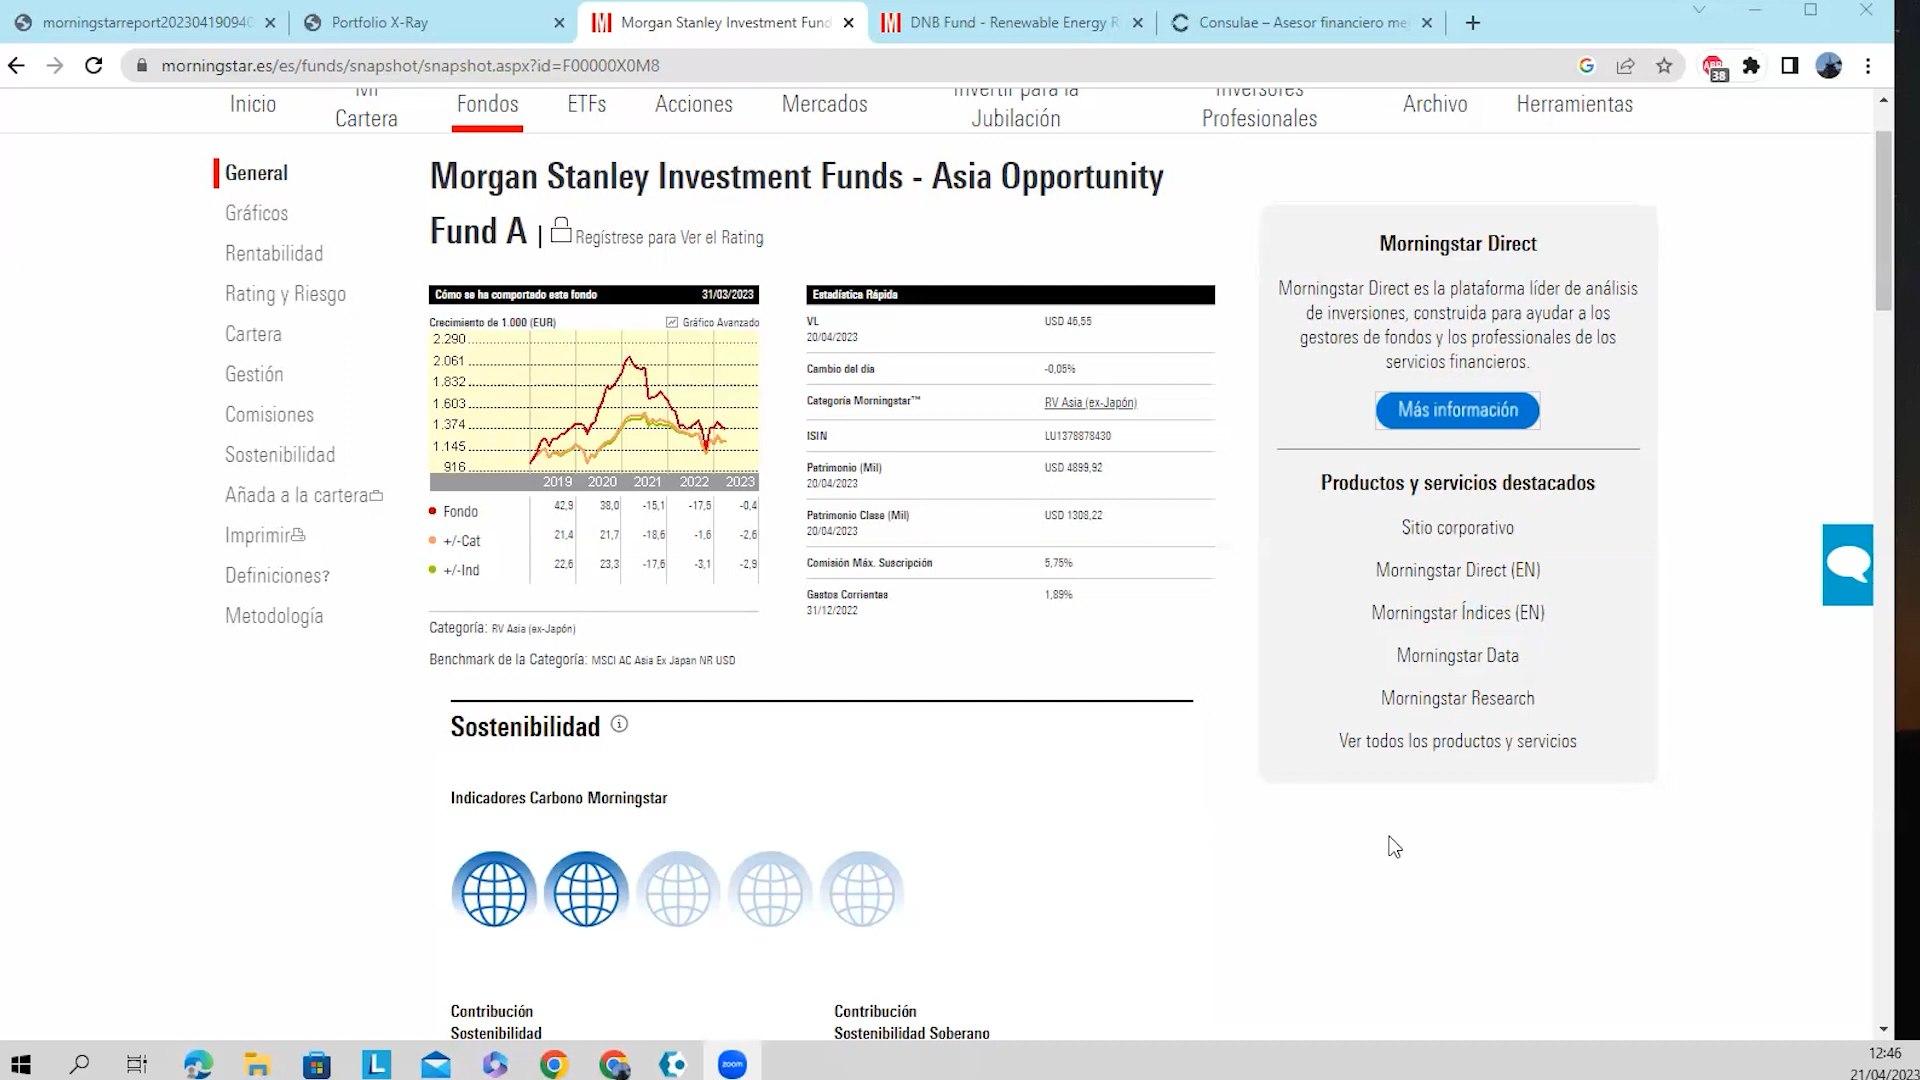 morningstarreport202304190940
Portfolio X-Ray
Morgan Stanley Investment Fund
DNB Fund - Renewable Energy R
Consulae – Asesor financiero me
morningstar.es/es/funds/snapshot/snapshot.aspx?id=F00000X0M8
38
Inicio
Mi Cartera
Fondos
ETFs
Acciones
Mercados
Invertir para la Jubilación
Inversores Profesionales
Archivo
Herramientas
General
Gráficos
Rentabilidad
Rating y Riesgo
Cartera
Gestión
Comisiones
Sostenibilidad
Añada a la cartera
Imprimir
Definiciones?
Metodología
Morgan Stanley Investment Funds - Asia Opportunity
Fund A | Regístrese para Ver el Rating
Cómo se ha comportado este fondo 31/03/2023
Crecimiento de 1.000 (EUR) Gráfico Avanzado
2.290
2.061
1.832
1.603
1.374
1.145
916
2019 2020 2021 2022 2023
Fondo 42,9 38,0 -15,1 -17,5 -0,4
+/-Cat 21,4 21,7 -18,6 -1,6 -2,6
+/-Ind 22,6 23,3 -17,6 -3,1 -2,9
Categoría: RV Asia (ex-Japón)
Benchmark de la Categoría: MSCI AC Asia Ex Japan NR USD
Estadística Rápida
VL USD 46,55
20/04/2023
Cambio del día -0,05%
Categoría Morningstar™ RV Asia (ex-Japón)
ISIN LU1378878430
Patrimonio (Mil) USD 4899,92
20/04/2023
Patrimonio Clase (Mil) USD 1308,22
20/04/2023
Comisión Máx. Suscripción 5,75%
Gastos Corrientes 1,89%
31/12/2022
Sostenibilidad
Indicadores Carbono Morningstar
Contribución
Sostenibilidad
Contribución
Sostenibilidad Soberano
Morningstar Direct
Morningstar Direct es la plataforma líder de análisis
de inversiones, construida para ayudar a los
gestores de fondos y los professionales de los
servicios financieros.
Más información
Productos y servicios destacados
Sitio corporativo
Morningstar Direct (EN)
Morningstar Índices (EN)
Morningstar Data
Morningstar Research
Ver todos los productos y servicios
L
zoom
12:46
21/04/2023